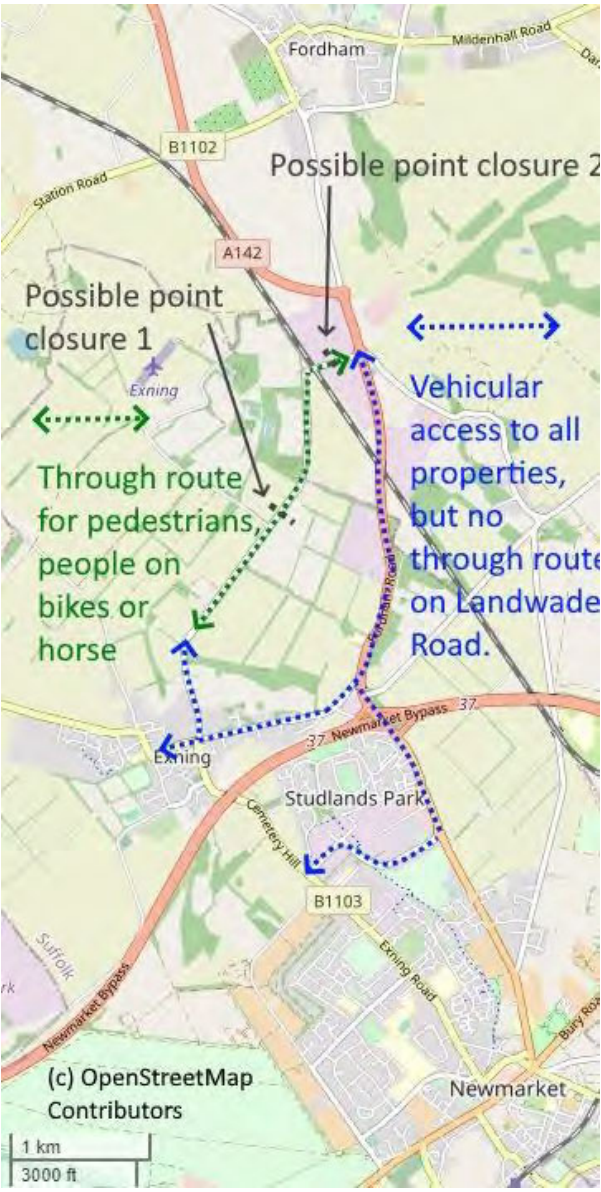 Fordham
Mildenhall Road
B1102
Possible point closure 2
Station Road
A142
Possible point
closure 1
Exning
Vehicular
access to all
properties,
but no
through route
on Landwade
Road.
Through route
for pedestrians,
people on
bikes or
horse
Fordham Road
37
Newmarket Bypass
37
Exning
Studlands Park
Cemetery Hill
B1103
Suffolk
Exning Road
Newmarket Bypass
Bury Roa
(c) OpenStreetMap
Contributors
Newmarket
1 km
3000 ft